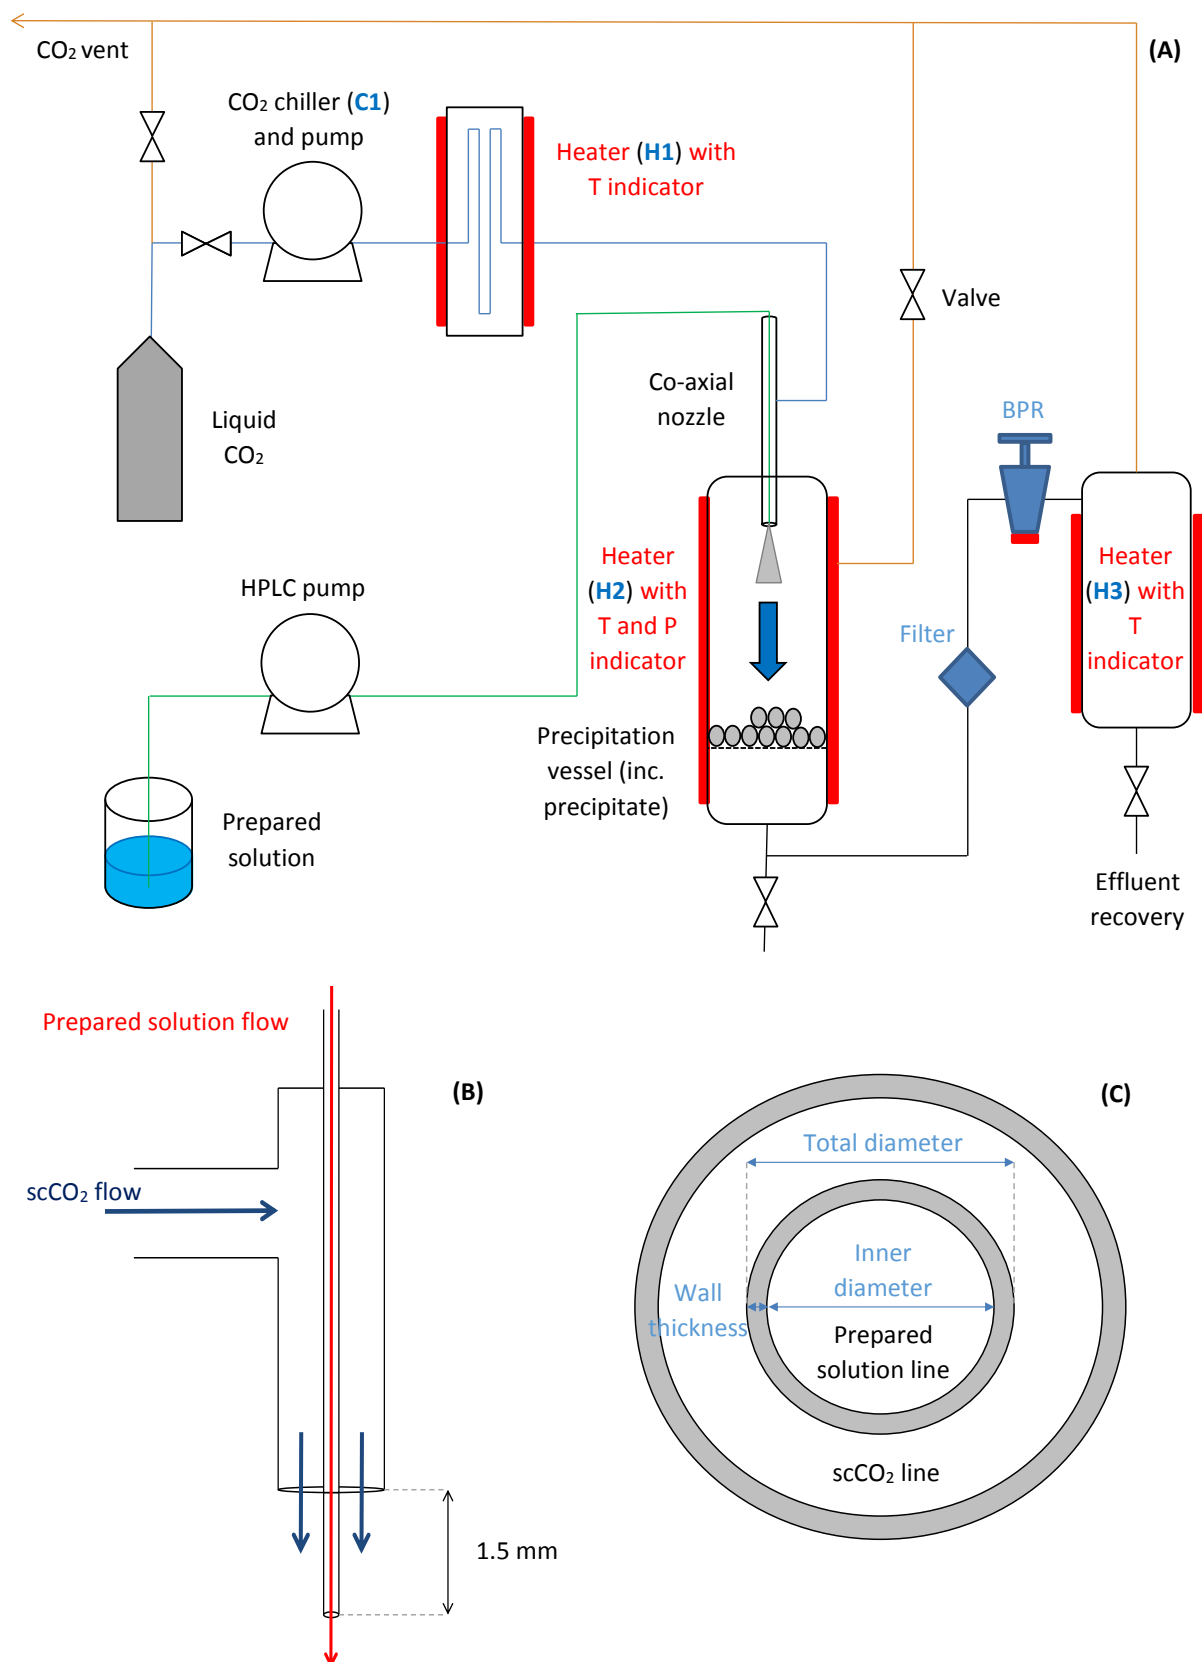 CO₂ vent
(A)
CO₂ chiller (C1)
and pump
Heater (H1) with
T indicator
Valve
Co-axial
nozzle
BPR
Liquid
CO₂
Heater
(H2) with
T and P
indicator
Heater
(H3) with
T
indicator
HPLC pump
Filter
Precipitation
vessel (inc.
precipitate)
Prepared
solution
Effluent
recovery
Prepared solution flow
(B)
scCO₂ flow
1.5 mm
(C)
Total diameter
Inner
diameter
Wall
thickness
Prepared
solution line
scCO₂ line